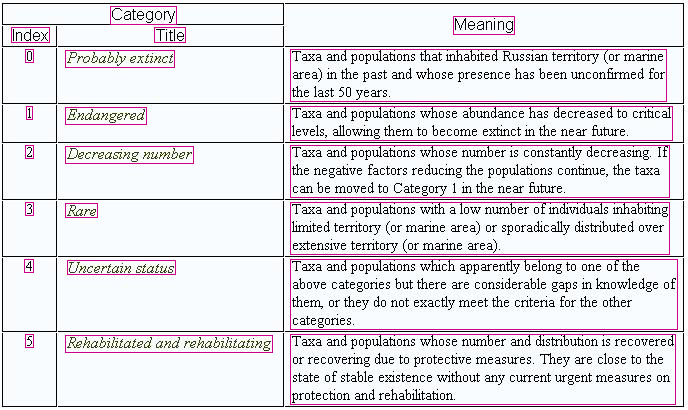 Category
Meaning
Index
Title
0
Probably extinct
Taxa and populations that inhabited Russian territory (or marine
area) in the past and whose presence has been unconfirmed for
the last 50 years.
1
Endangered
Taxa and populations whose abundance has decreased to critical
levels, allowing them to become extinct in the near future.
2
Decreasing number
Taxa and populations whose number is constantly decreasing. If
the negative factors reducing the populations continue, the taxa
can be moved to Category 1 in the near future.
3
Rare
Taxa and populations with a low number of individuals inhabiting
limited territory (or marine area) or sporadically distributed over
extensive territory (or marine area).
4
Uncertain status
Taxa and populations which apparently belong to one of the
above categories but there are considerable gaps in knowledge of
them, or they do not exactly meet the criteria for the other
categories.
5
Rehabilitated and rehabilitating
Taxa and populations whose number and distribution is recovered
or recovering due to protective measures. They are close to the
state of stable existence without any current urgent measures on
protection and rehabilitation.